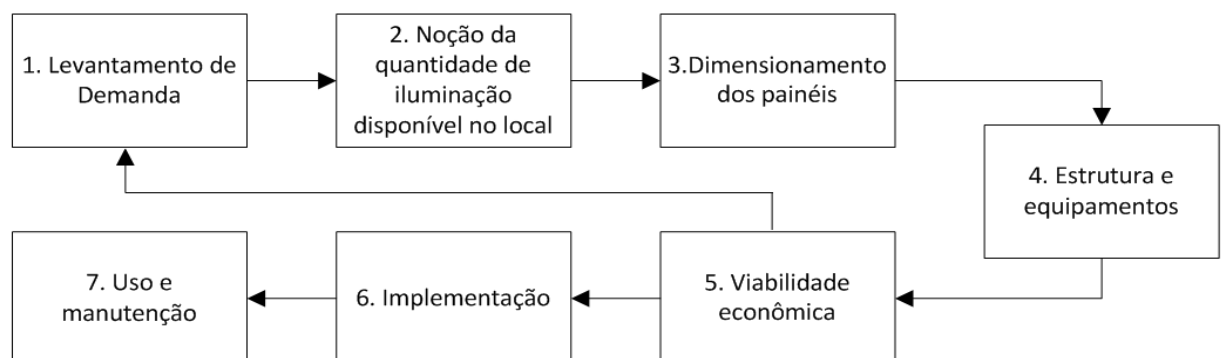 1. Levantamento de
Demanda
2. Noção da
quantidade de
iluminação
disponível no local
3.Dimensionamento
dos painéis
4. Estrutura e
equipamentos
5. Viabilidade
econômica
6. Implementação
7. Uso e
manutenção